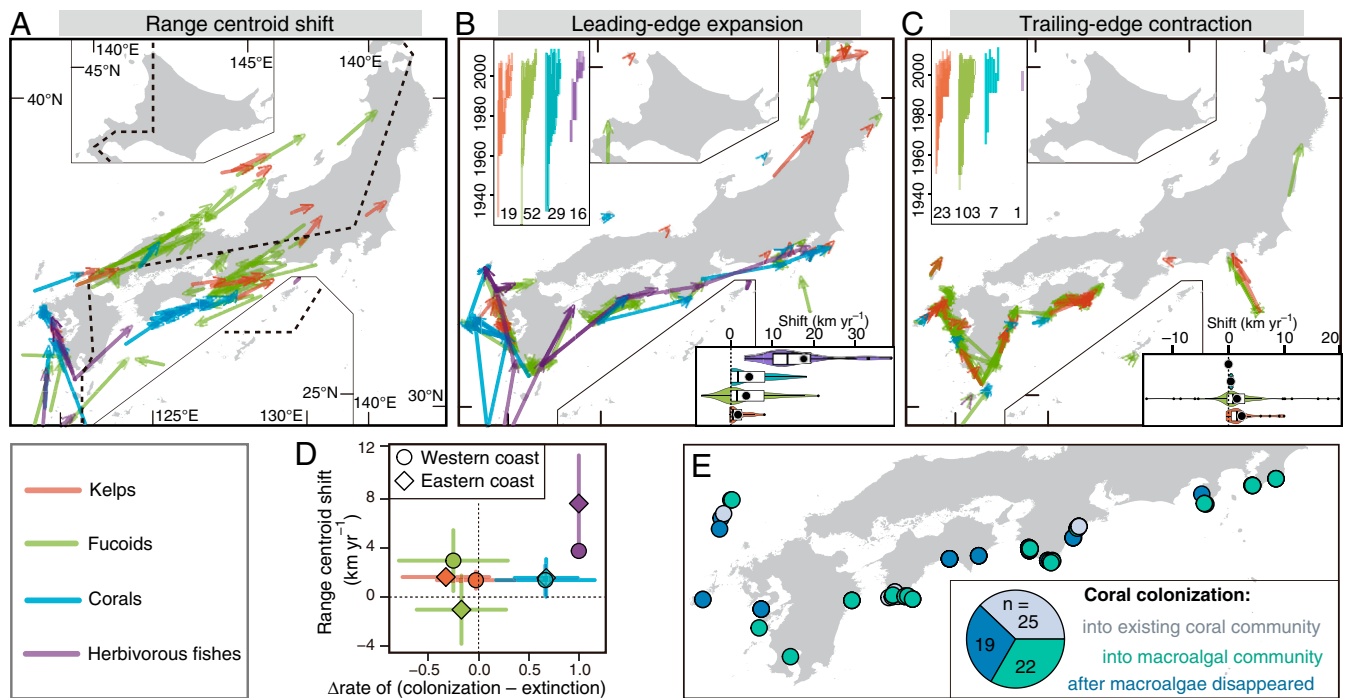 A Range centroid shift
140°E
45°N
145°E
140°E
40°N
25°N
125°E
130°E
140°E
30°N
B Leading-edge expansion
2000
1980
1960
1940
19 52 29 16
Shift (km yr⁻¹)
0 10 20 30
C Trailing-edge contraction
2000
1980
1960
1940
23 103 7 1
Shift (km yr⁻¹)
−10 0 10 20
Kelps
Fucoids
Corals
Herbivorous fishes
D
Western coast
Eastern coast
Range centroid shift
(km yr⁻¹)
12
8
4
0
−4
−0.5 0.0 0.5 1.0
Δrate of (colonization − extinction)
E
n =
25
19
22
Coral colonization:
into existing coral community
into macroalgal community
after macroalgae disappeared